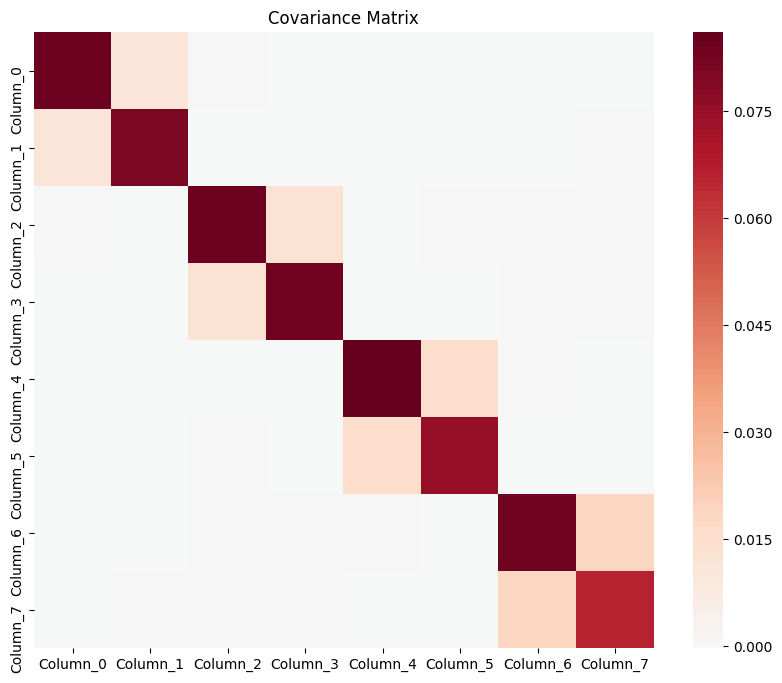 Covariance Matrix
Column_0
Column_1
Column_2
Column_3
Column_4
Column_5
Column_6
Column_7
Column_0 Column_1 Column_2 Column_3 Column_4 Column_5 Column_6 Column_7
0.075
0.060
0.045
0.030
0.015
0.000